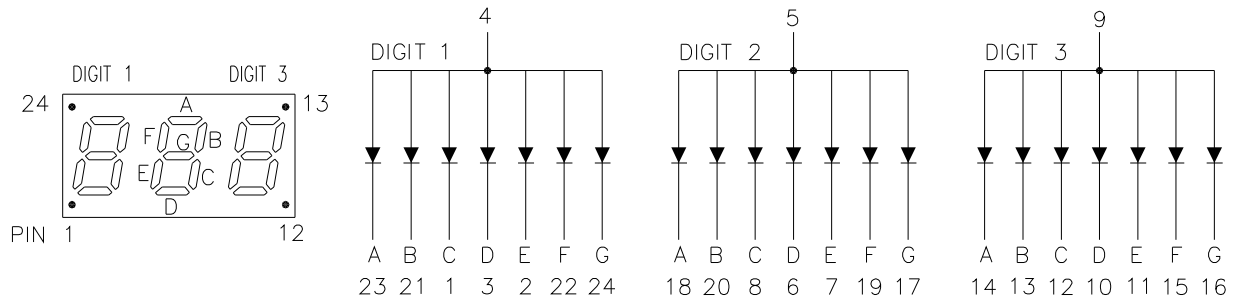 DIGIT 1 DIGIT 3
24 13
A
F G B
E C
D
PIN 1 12
4
DIGIT 1
A B C D E F G
23 21 1 3 2 22 24
5
DIGIT 2
A B C D E F G
18 20 8 6 7 19 17
9
DIGIT 3
A B C D E F G
14 13 12 10 11 15 16